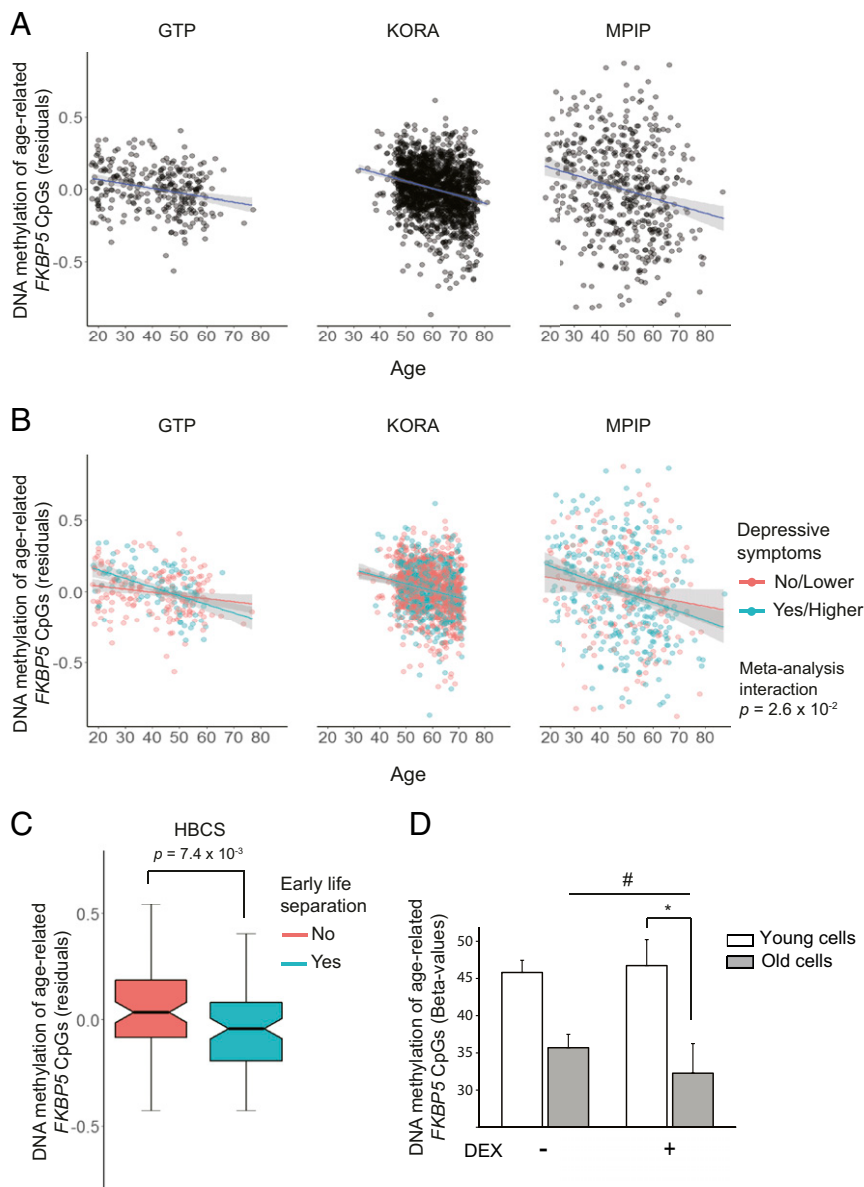 A
GTP KORA MPIP
DNA methylation of age-related
FKBP5 CpGs (residuals)
0.5
0.0
-0.5
20 30 40 50 60 70 80 20 30 40 50 60 70 80 20 30 40 50 60 70 80
Age
B
GTP KORA MPIP
DNA methylation of age-related
FKBP5 CpGs (residuals)
0.5
0.0
-0.5
20 30 40 50 60 70 80 20 30 40 50 60 70 80 20 30 40 50 60 70 80
Age
Depressive
symptoms
No/Lower
Yes/Higher
Meta-analysis
interaction
p = 2.6 x 10-2
C
HBCS
p = 7.4 x 10-3
DNA methylation of age-related
FKBP5 CpGs (residuals)
0.5
0.0
-0.5
Early life
separation
No
Yes
D
DNA methylation of age-related
FKBP5 CpGs (Beta-values)
45
40
35
30
#
*
Young cells
Old cells
DEX - +